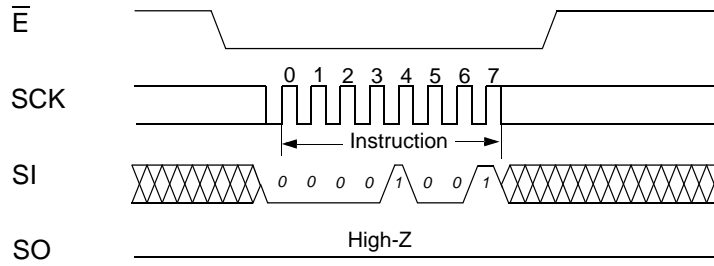 E̅
SCK
0 1 2 3 4 5 6 7
Instruction
SI
0 0 0 0 1 0 0 1
High-Z
SO